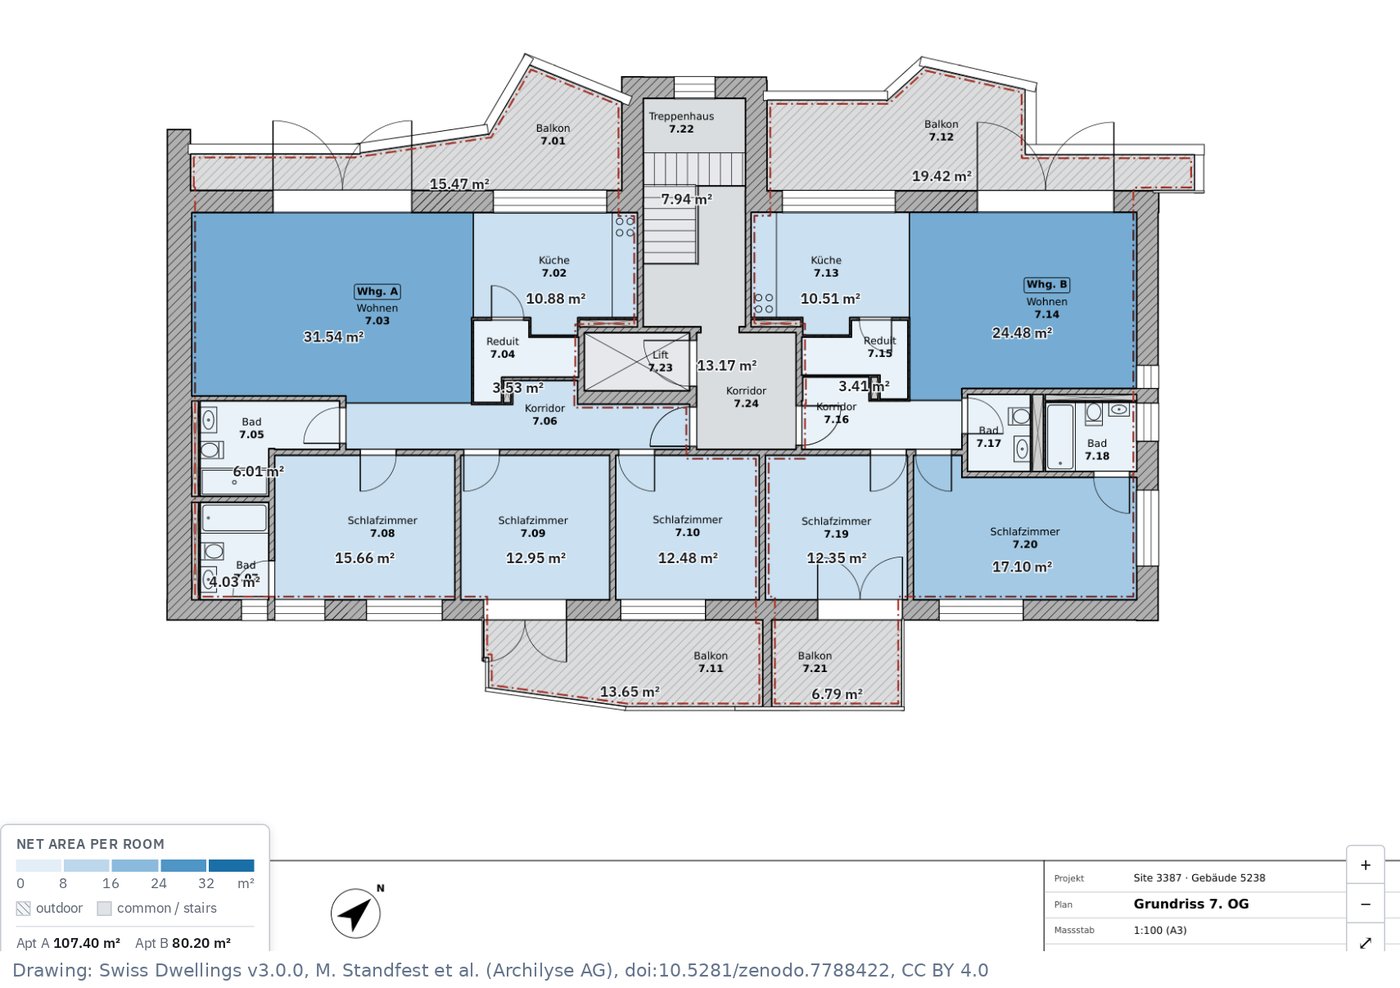 Treppenhaus
7.22
Balkon
7.01
Balkon
7.12
15.47 m²
7.94 m²
19.42 m²
Whg. A
Wohnen
7.03
31.54 m²
Küche
7.02
10.88 m²
Küche
7.13
10.51 m²
Whg. B
Wohnen
7.14
24.48 m²
Reduit
7.04
3.53 m²
Lift
7.23
13.17 m²
Korridor
7.24
Reduit
7.15
3.41 m²
Korridor
7.06
Korridor
7.16
Bad
7.05
6.01 m²
Bad
7.17
Bad
7.18
Schlafzimmer
7.08
15.66 m²
Schlafzimmer
7.09
12.95 m²
Schlafzimmer
7.10
12.48 m²
Schlafzimmer
7.19
12.35 m²
Schlafzimmer
7.20
17.10 m²
Bad
4.03 m²
Balkon
7.11
13.65 m²
Balkon
7.21
6.79 m²
NET AREA PER ROOM
0 8 16 24 32 m²
outdoor common / stairs
Apt A 107.40 m² Apt B 80.20 m²
N
Projekt Site 3387 · Gebäude 5238
Plan Grundriss 7. OG
Massstab 1:100 (A3)
+
−
Drawing: Swiss Dwellings v3.0.0, M. Standfest et al. (Archilyse AG), doi:10.5281/zenodo.7788422, CC BY 4.0